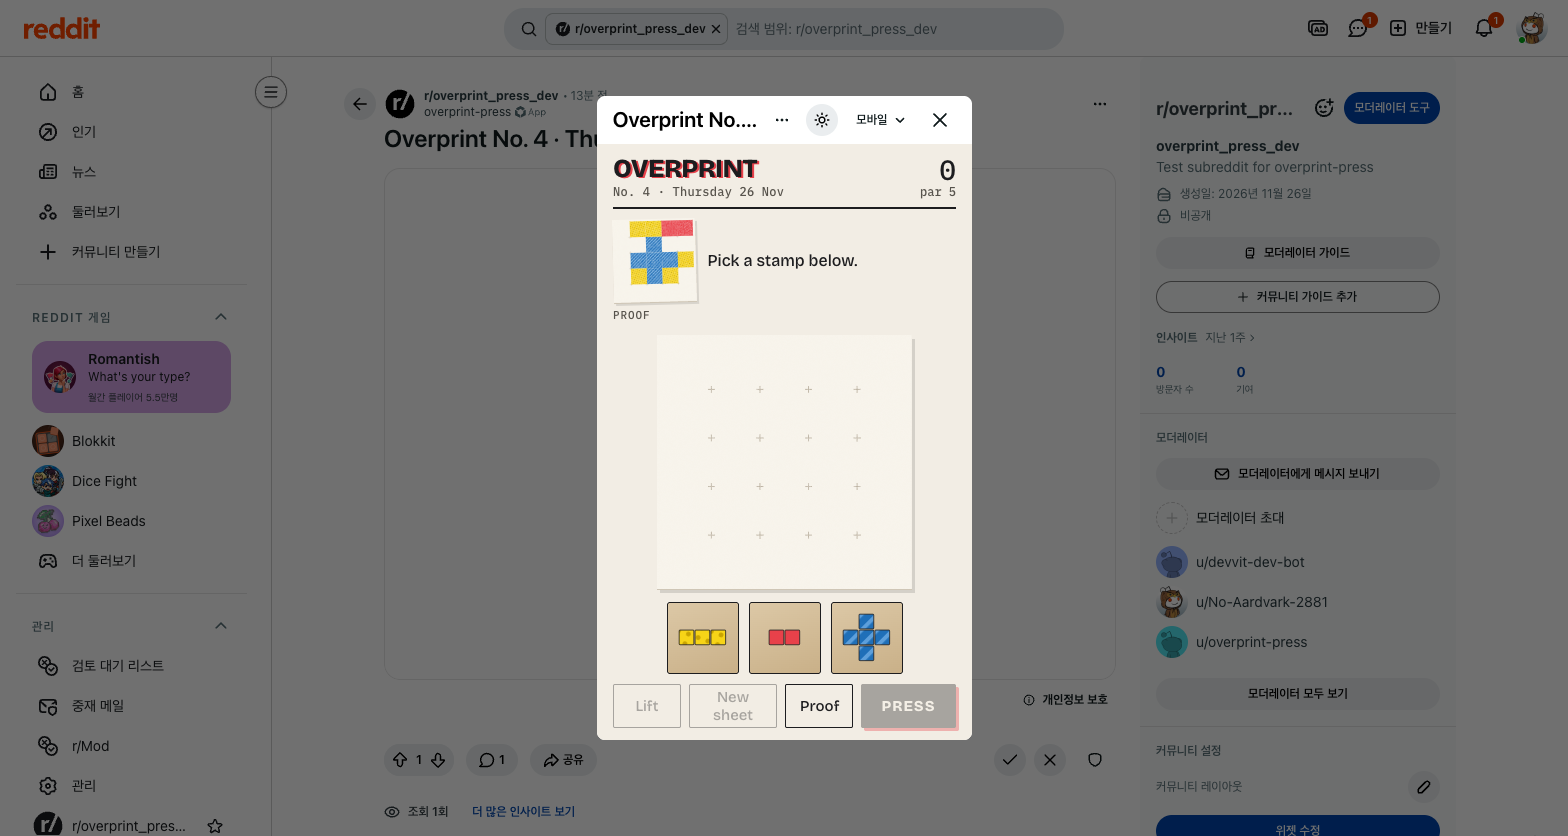 reddit
r/overprint_press_dev
검색 범위: r/overprint_press_dev
AD
1
만들기
1
홈
인기
뉴스
둘러보기
커뮤니티 만들기
REDDIT 게임
Romantish
What's your type?
월간 플레이어 5.5만명
Blokkit
Dice Fight
Pixel Beads
더 둘러보기
관리
검토 대기 리스트
중재 메일
r/Mod
관리
r/overprint_pres...
r/overprint_press_dev • 13분 전
overprint-press App
Overprint No. 4 · Thu
Overprint No....
모바일
OVERPRINT
0
No. 4 · Thursday 26 Nov
par 5
Pick a stamp below.
PROOF
Lift
New sheet
Proof
PRESS
개인정보 보호
1
1
공유
조회 1회
더 많은 인사이트 보기
r/overprint_pr...
모더레이터 도구
overprint_press_dev
Test subreddit for overprint-press
생성일: 2026년 11월 26일
비공개
모더레이터 가이드
커뮤니티 가이드 추가
인사이트 지난 1주
0
0
방문자 수
기여
모더레이터
모더레이터에게 메시지 보내기
모더레이터 초대
u/devvit-dev-bot
u/No-Aardvark-2881
u/overprint-press
모더레이터 모두 보기
커뮤니티 설정
커뮤니티 레이아웃
위젯 수정